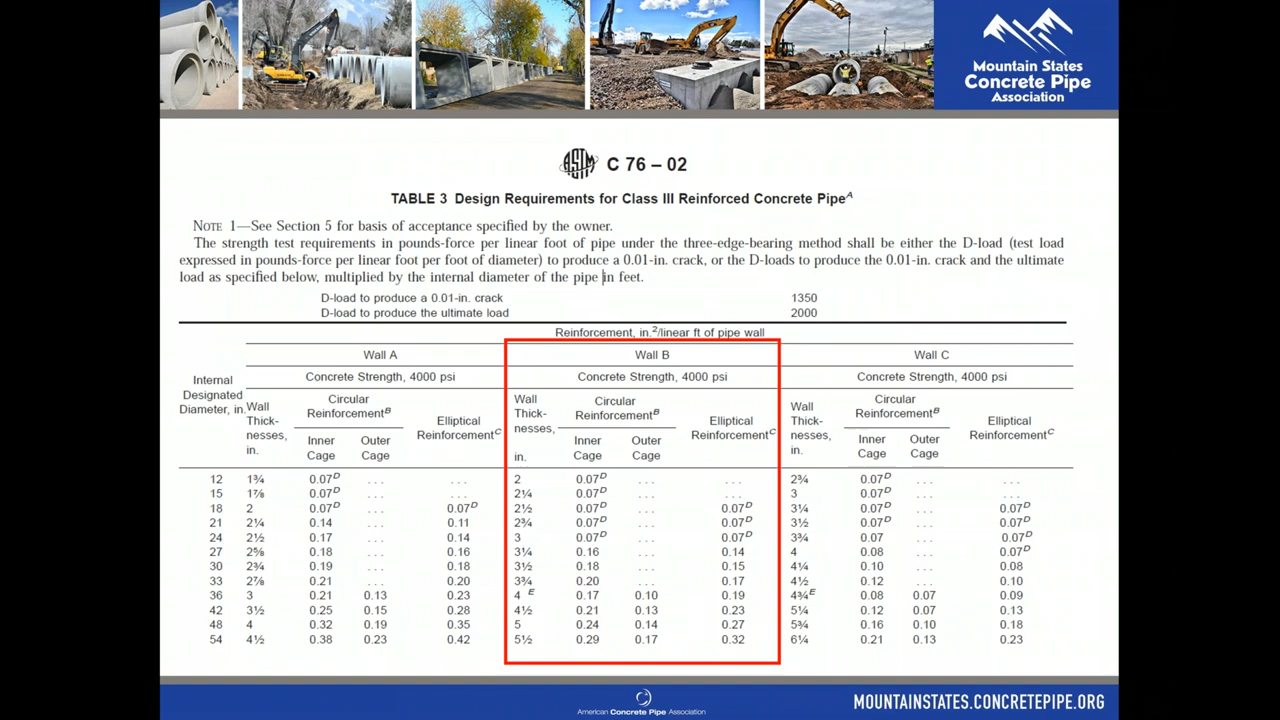 Mountain States
Concrete Pipe
Association
ASTM C 76 – 02
TABLE 3 Design Requirements for Class III Reinforced Concrete Pipe^A
NOTE 1—See Section 5 for basis of acceptance specified by the owner.
The strength test requirements in pounds-force per linear foot of pipe under the three-edge-bearing method shall be either the D-load (test load
expressed in pounds-force per linear foot per foot of diameter) to produce a 0.01-in. crack, or the D-loads to produce the 0.01-in. crack and the ultimate
load as specified below, multiplied by the internal diameter of the pipe in feet.
D-load to produce a 0.01-in. crack 1350
D-load to produce the ultimate load 2000
Reinforcement, in.²/linear ft of pipe wall
Wall A Wall B Wall C
Concrete Strength, 4000 psi Concrete Strength, 4000 psi Concrete Strength, 4000 psi
Internal
Designated
Diameter, in.
Wall
Thick-
nesses,
in.
Circular
Reinforcement^B
Inner
Cage
Outer
Cage
Elliptical
Reinforcement^C
Wall
Thick-
nesses,
in.
Circular
Reinforcement^B
Inner
Cage
Outer
Cage
Elliptical
Reinforcement^C
Wall
Thick-
nesses,
in.
Circular
Reinforcement^B
Inner
Cage
Outer
Cage
Elliptical
Reinforcement^C
12 1¾ 0.07^D . . . . . . 2 0.07^D . . . . . . 2¾ 0.07^D . . . . . .
15 1⅞ 0.07^D . . . . . . 2¼ 0.07^D . . . . . . 3 0.07^D . . . . . .
18 2 0.07^D . . . 0.07^D 2½ 0.07^D . . . 0.07^D 3¼ 0.07^D . . . 0.07^D
21 2¼ 0.14 . . . 0.11 2¾ 0.07^D . . . 0.07^D 3½ 0.07^D . . . 0.07^D
24 2½ 0.17 . . . 0.14 3 0.07^D . . . 0.07^D 3¾ 0.07 . . . 0.07^D
27 2⅝ 0.18 . . . 0.16 3¼ 0.16 . . . 0.14 4 0.08 . . . 0.07^D
30 2¾ 0.19 . . . 0.18 3½ 0.18 . . . 0.15 4¼ 0.10 . . . 0.08
33 2⅞ 0.21 . . . 0.20 3¾ 0.20 . . . 0.17 4½ 0.12 . . . 0.10
36 3 0.21 0.13 0.23 4^E 0.17 0.10 0.19 4¾^E 0.08 0.07 0.09
42 3½ 0.25 0.15 0.28 4½ 0.21 0.13 0.23 5¼ 0.12 0.07 0.13
48 4 0.32 0.19 0.35 5 0.24 0.14 0.27 5¾ 0.16 0.10 0.18
54 4½ 0.38 0.23 0.42 5½ 0.29 0.17 0.32 6¼ 0.21 0.13 0.23
American Concrete Pipe Association
MOUNTAINSTATES.CONCRETEPIPE.ORG